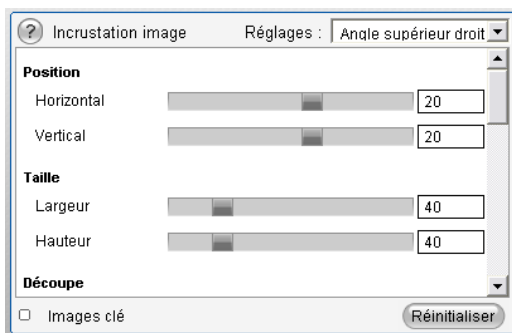 ? Incrustation image Réglages : Angle supérieur droit
Position
Horizontal 20
Vertical 20
Taille
Largeur 40
Hauteur 40
Découpe
Images clé Réinitialiser